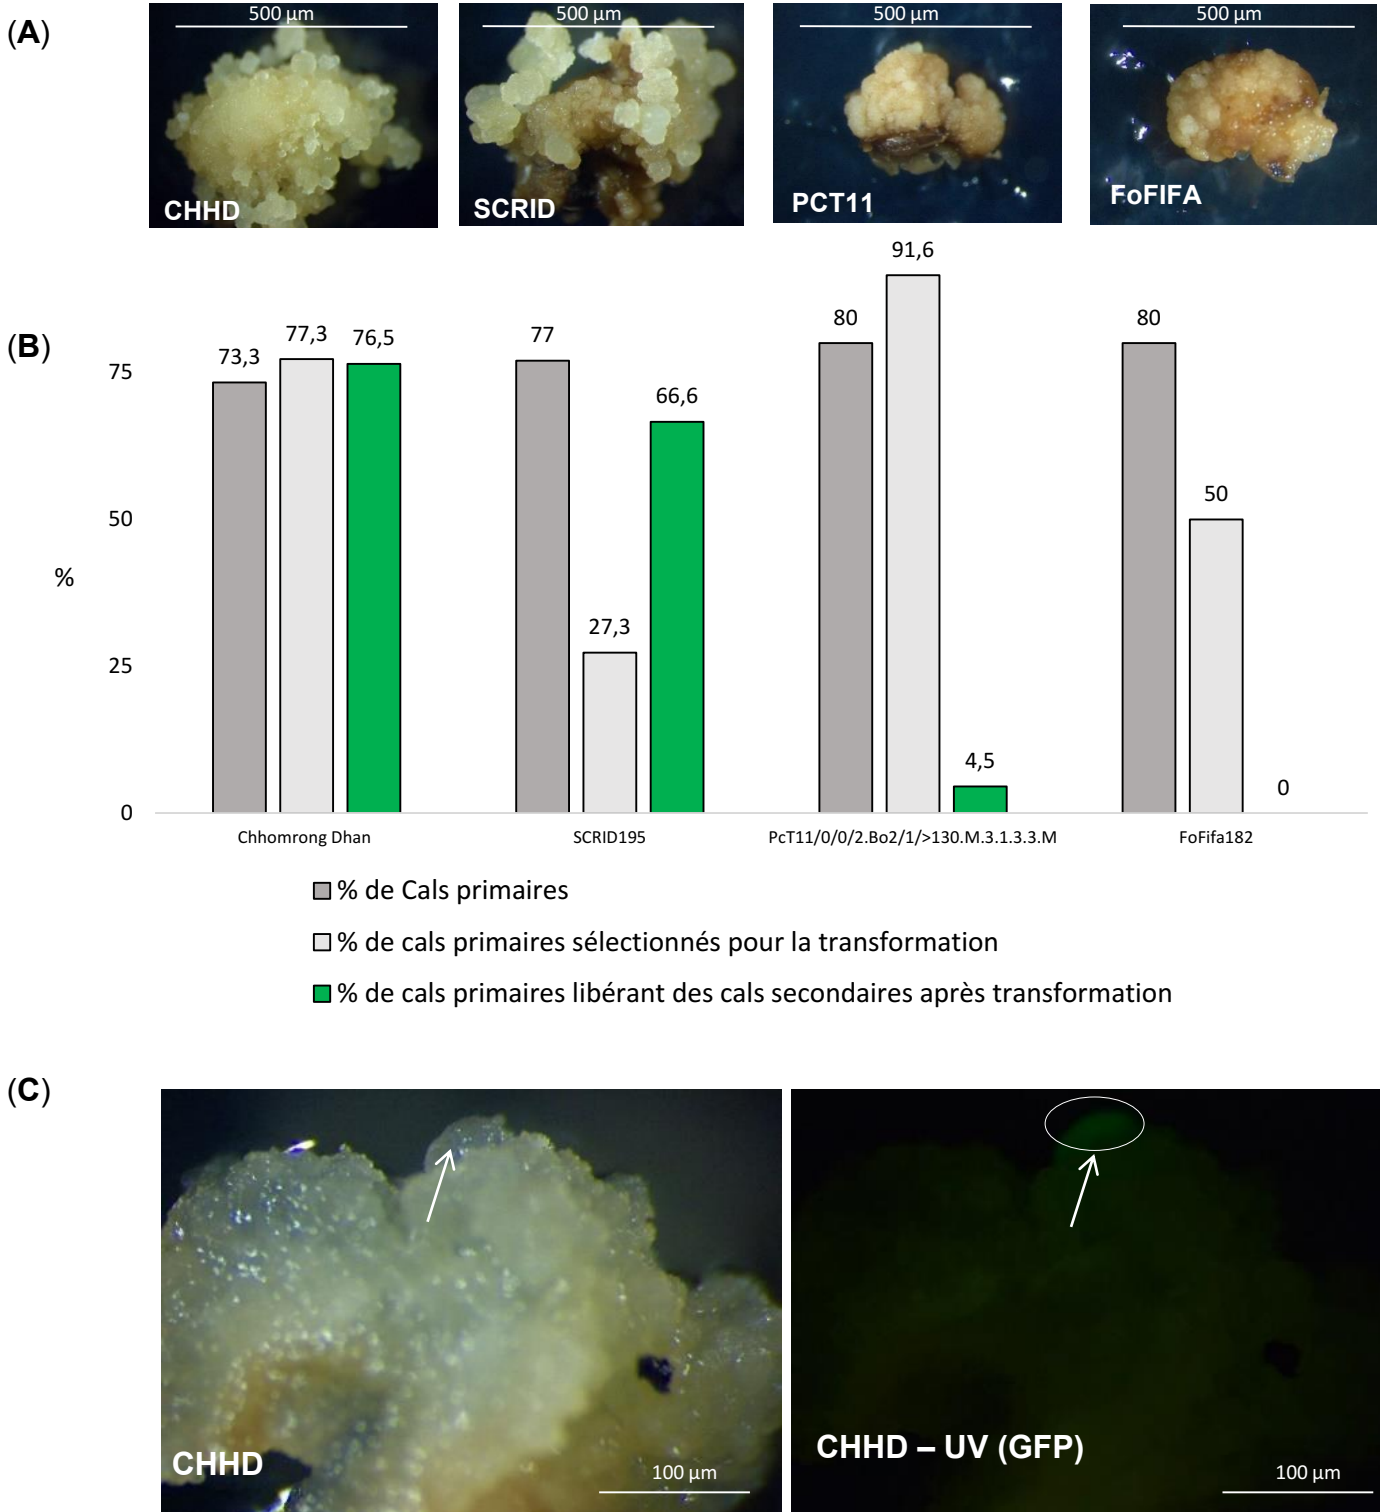 (A)
500 µm
500 µm
500 µm
500 µm
CHHD
SCRID
PCT11
FoFIFA
(B)
%
75
50
25
0
73,3
77,3
76,5
77
27,3
66,6
80
91,6
4,5
80
50
0
Chhomrong Dhan
SCRID195
PcT11/0/0/2.Bo2/1/>130.M.3.1.3.3.M
FoFifa182
% de Cals primaires
% de cals primaires sélectionnés pour la transformation
% de cals primaires libérant des cals secondaires après transformation
(C)
CHHD
100 µm
CHHD – UV (GFP)
100 µm